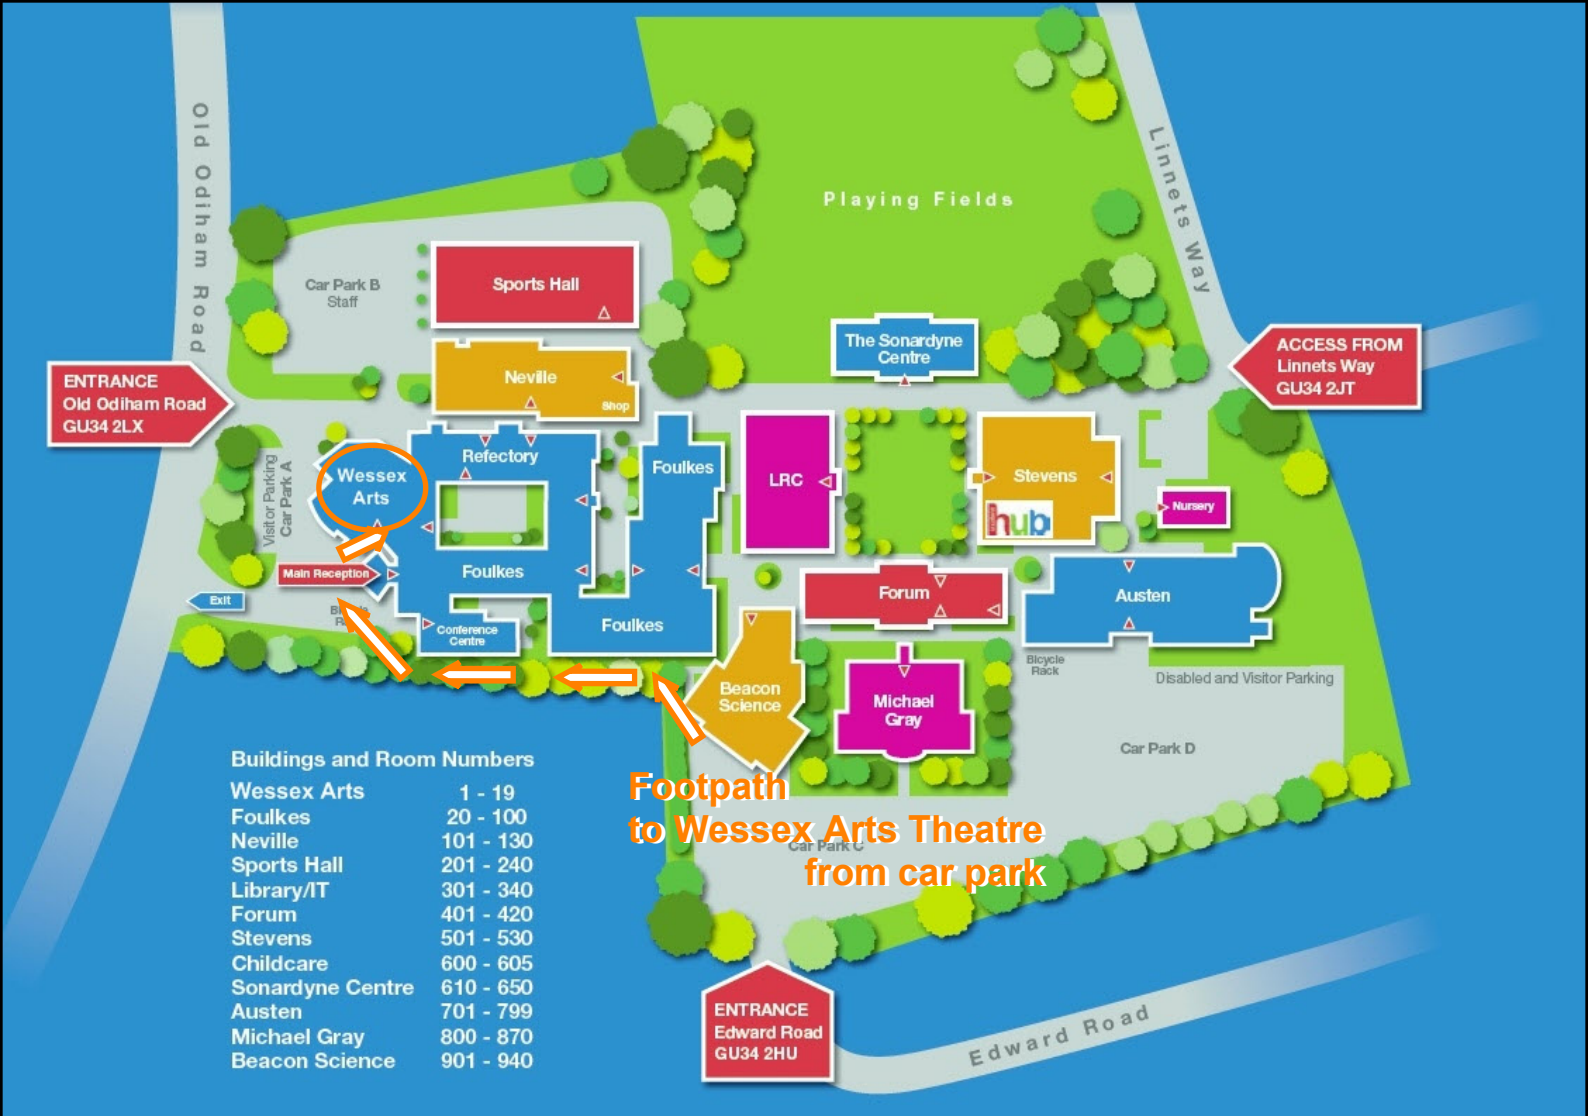 Old Odiham Road
Linnets Way
Playing Fields
Car Park B
Staff
Sports Hall
The Sonardyne
Centre
ACCESS FROM
Linnets Way
GU34 2JT
ENTRANCE
Old Odiham Road
GU34 2LX
Neville
Shop
Refectory
Wessex
Arts
Foulkes
LRC
Stevens
hub
Nursery
Visitor Parking
Car Park A
Main Reception
Foulkes
Forum
Austen
Exit
Conference
Centre
Foulkes
Bicycle
Rack
Disabled and Visitor Parking
Beacon
Science
Michael
Gray
Car Park D
Footpath
to Wessex Arts Theatre
from car park
Car Park C
Buildings and Room Numbers
Wessex Arts 1 - 19
Foulkes 20 - 100
Neville 101 - 130
Sports Hall 201 - 240
Library/IT 301 - 340
Forum 401 - 420
Stevens 501 - 530
Childcare 600 - 605
Sonardyne Centre 610 - 650
Austen 701 - 799
Michael Gray 800 - 870
Beacon Science 901 - 940
ENTRANCE
Edward Road
GU34 2HU
Edward Road